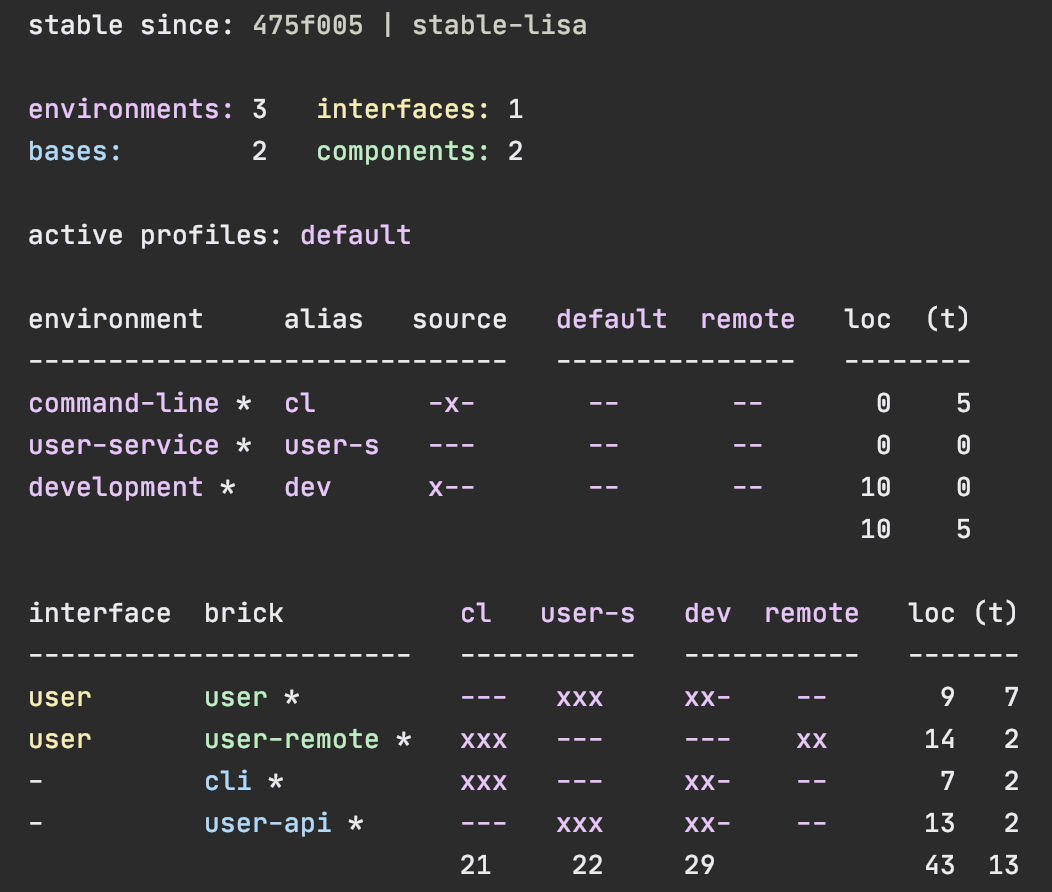 stable since: 475f005 | stable-lisa
environments: 3   interfaces: 1
bases:        2   components: 2
active profiles: default
environment     alias   source   default  remote   loc  (t)
------------------------------   ---------------   --------
command-line *  cl       -x-       --       --       0    5
user-service *  user-s   ---       --       --       0    0
development *   dev      x--       --       --      10    0
                                                    10    5
interface  brick           cl   user-s   dev  remote   loc (t)
------------------------   -----------   -----------   -------
user       user *          ---   xxx     xx-    --       9   7
user       user-remote *   xxx   ---     ---    xx      14   2
-          cli *           xxx   ---     xx-    --       7   2
-          user-api *      ---   xxx     xx-    --      13   2
                           21     22     29             43  13